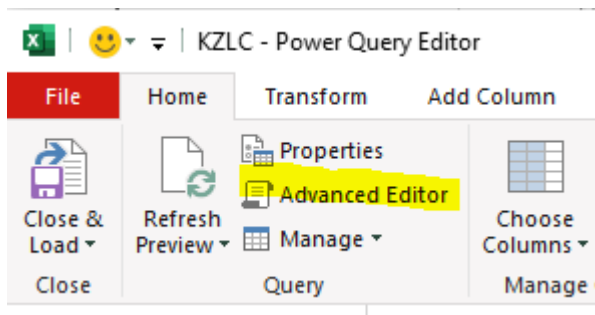 KZLC - Power Query Editor
File Home Transform Add Column
Properties
Advanced Editor
Manage
Close &
Load
Refresh
Preview
Choose
Columns
Close Query Manage